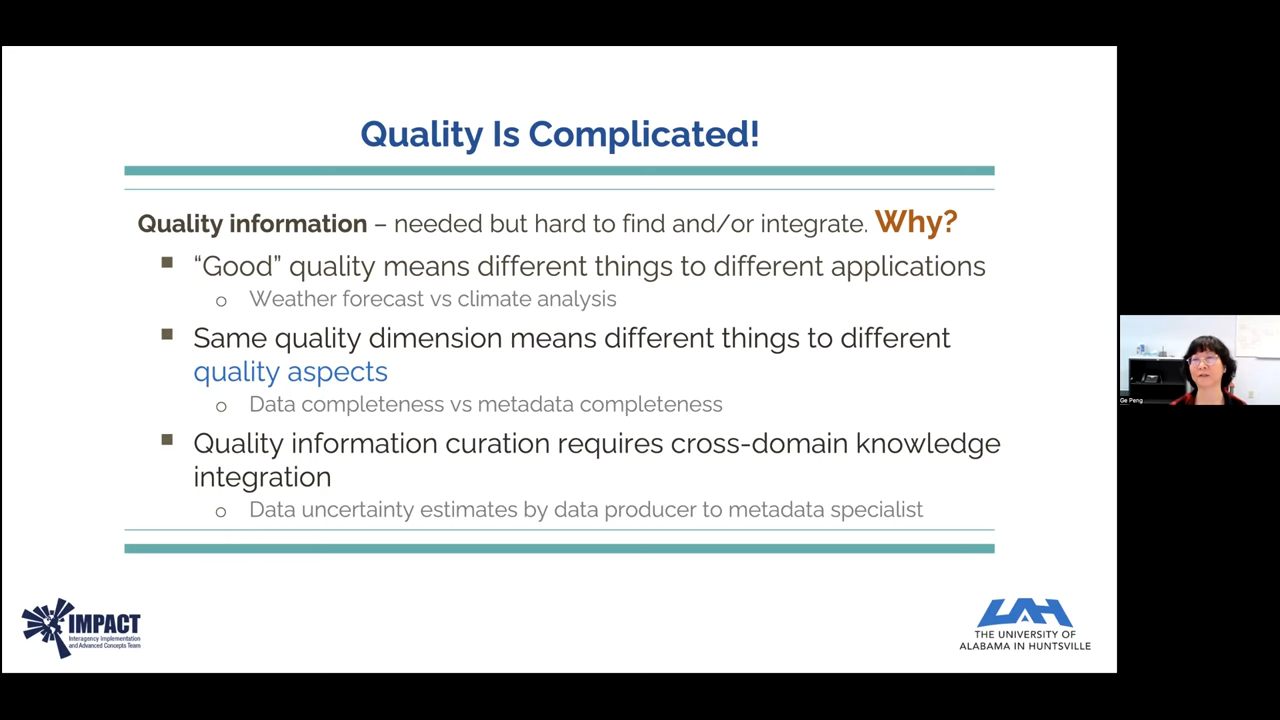 Quality Is Complicated!
Quality information – needed but hard to find and/or integrate. Why?
“Good” quality means different things to different applications
Weather forecast vs climate analysis
Same quality dimension means different things to different
quality aspects
Data completeness vs metadata completeness
Quality information curation requires cross-domain knowledge
integration
Data uncertainty estimates by data producer to metadata specialist
IMPACT
Interagency Implementation
and Advanced Concepts Team
UAH
THE UNIVERSITY OF
ALABAMA IN HUNTSVILLE
Ge Peng